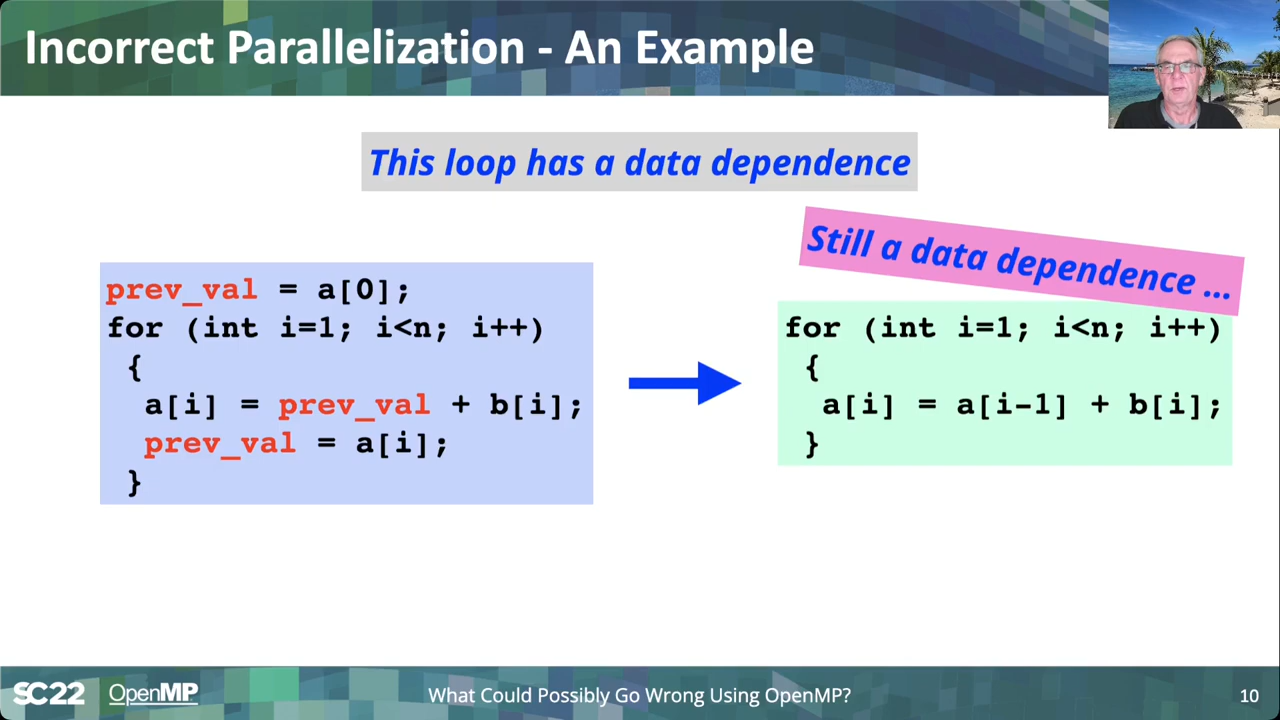 Incorrect Parallelization - An Example
This loop has a data dependence
Still a data dependence ...
prev_val = a[0];
for (int i=1; i<n; i++)
{
a[i] = prev_val + b[i];
prev_val = a[i];
}
for (int i=1; i<n; i++)
{
a[i] = a[i-1] + b[i];
}
SC22
OpenMP
What Could Possibly Go Wrong Using OpenMP?
10